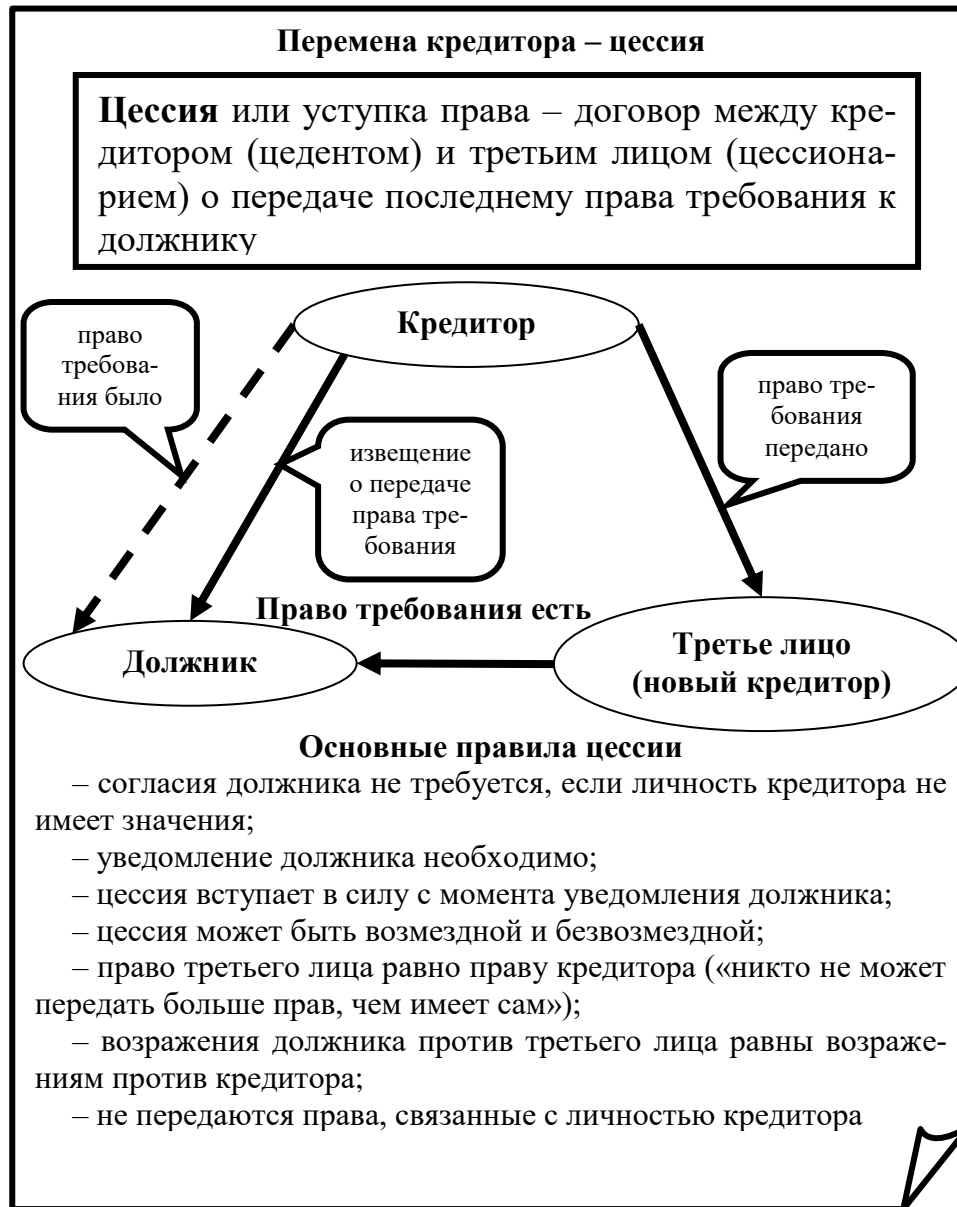 Перемена кредитора – цессия
Цессия или уступка права – договор между кре-
дитором (цедентом) и третьим лицом (цессиона-
рием) о передаче последнему права требования к
должнику
Кредитор
право
требова-
ния было
право тре-
бования
передано
извещение
о передаче
права тре-
бования
Право требования есть
Должник
Третье лицо
(новый кредитор)
Основные правила цессии
– согласия должника не требуется, если личность кредитора не
имеет значения;
– уведомление должника необходимо;
– цессия вступает в силу с момента уведомления должника;
– цессия может быть возмездной и безвозмездной;
– право третьего лица равно праву кредитора («никто не может
передать больше прав, чем имеет сам»);
– возражения должника против третьего лица равны возраже-
ниям против кредитора;
– не передаются права, связанные с личностью кредитора